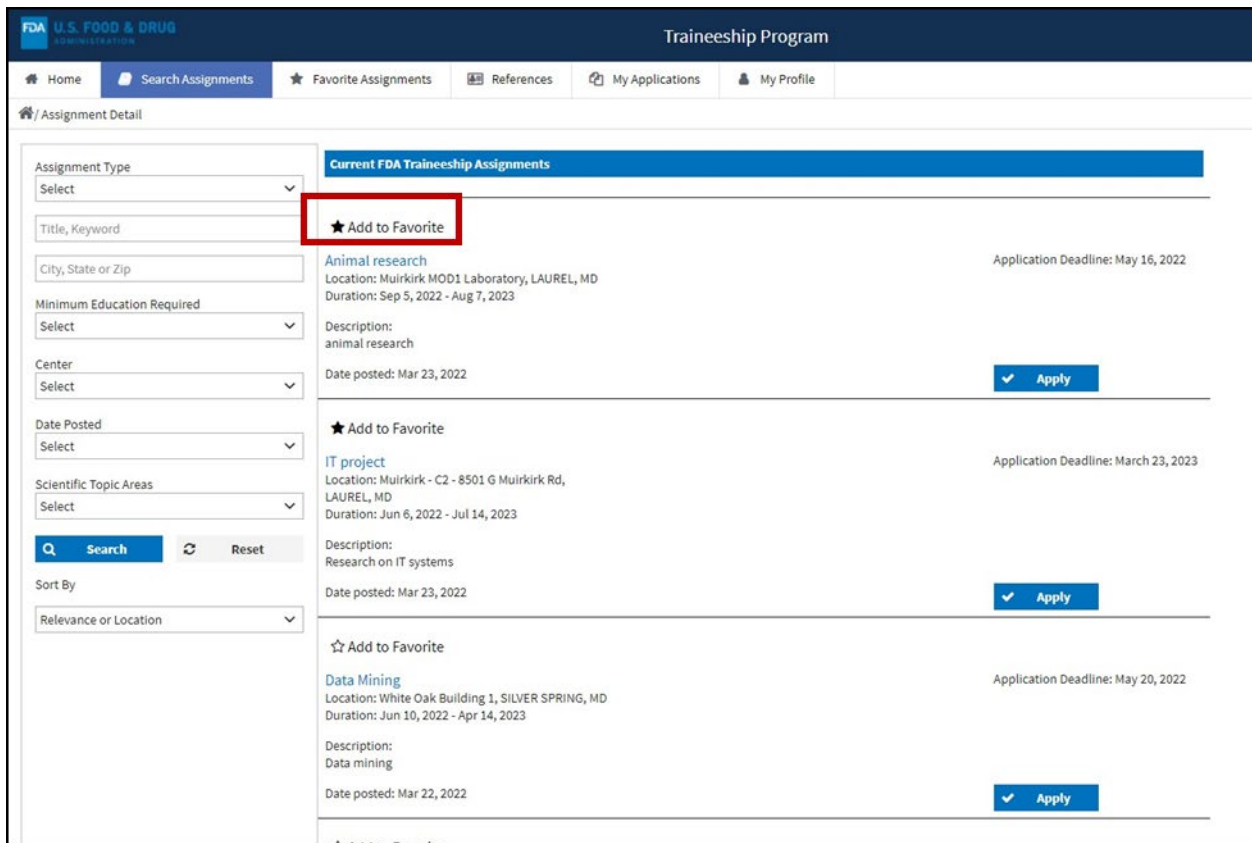 FDA U.S. FOOD & DRUG
ADMINISTRATION
Traineeship Program
Home
Search Assignments
Favorite Assignments
References
My Applications
My Profile
/ Assignment Detail
Assignment Type
Select
Title, Keyword
City, State or Zip
Minimum Education Required
Select
Center
Select
Date Posted
Select
Scientific Topic Areas
Select
Search
Reset
Sort By
Relevance or Location
Current FDA Traineeship Assignments
Add to Favorite
Animal research
Application Deadline: May 16, 2022
Location: Muirkirk MOD1 Laboratory, LAUREL, MD
Duration: Sep 5, 2022 - Aug 7, 2023
Description:
animal research
Date posted: Mar 23, 2022
Apply
Add to Favorite
IT project
Application Deadline: March 23, 2023
Location: Muirkirk - C2 - 8501 G Muirkirk Rd,
LAUREL, MD
Duration: Jun 6, 2022 - Jul 14, 2023
Description:
Research on IT systems
Date posted: Mar 23, 2022
Apply
Add to Favorite
Data Mining
Application Deadline: May 20, 2022
Location: White Oak Building 1, SILVER SPRING, MD
Duration: Jun 10, 2022 - Apr 14, 2023
Description:
Data mining
Date posted: Mar 22, 2022
Apply